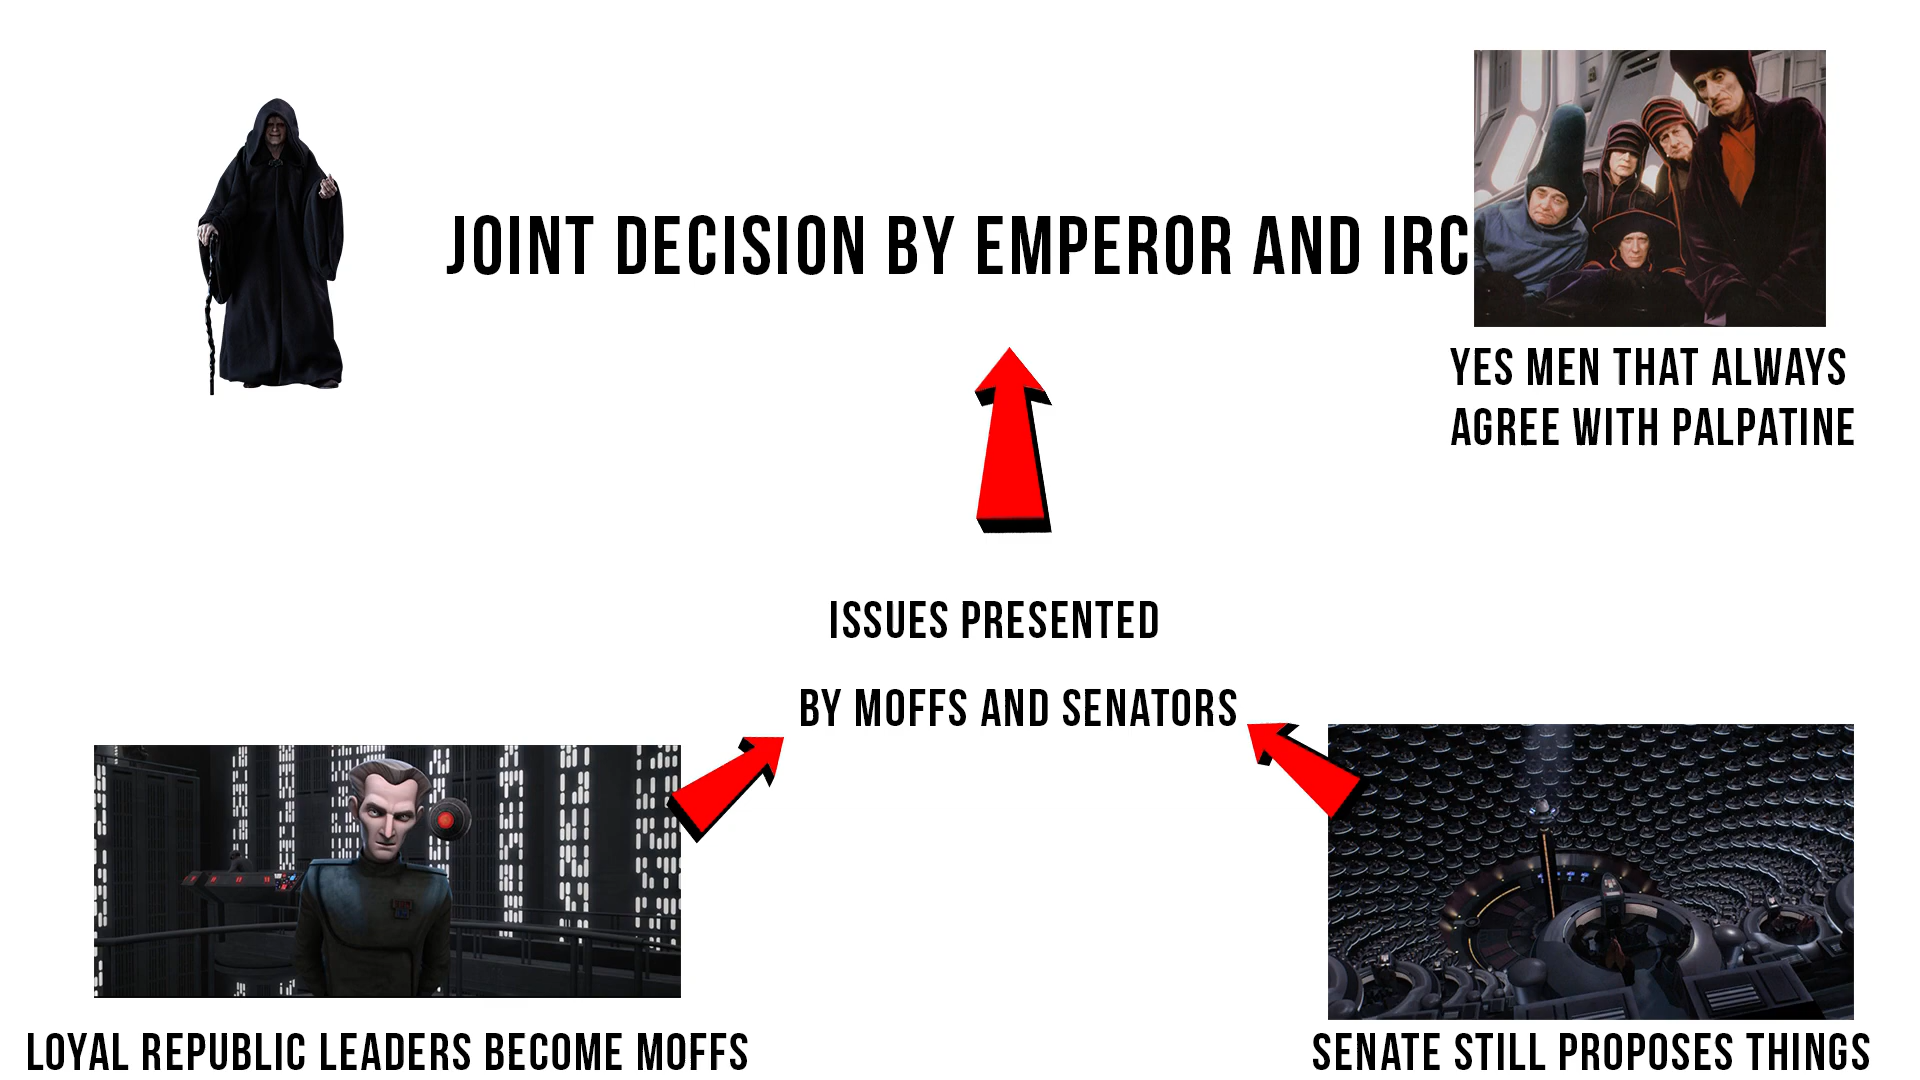 JOINT DECISION BY EMPEROR AND IRC
YES MEN THAT ALWAYS
AGREE WITH PALPATINE
ISSUES PRESENTED
BY MOFFS AND SENATORS
LOYAL REPUBLIC LEADERS BECOME MOFFS
SENATE STILL PROPOSES THINGS